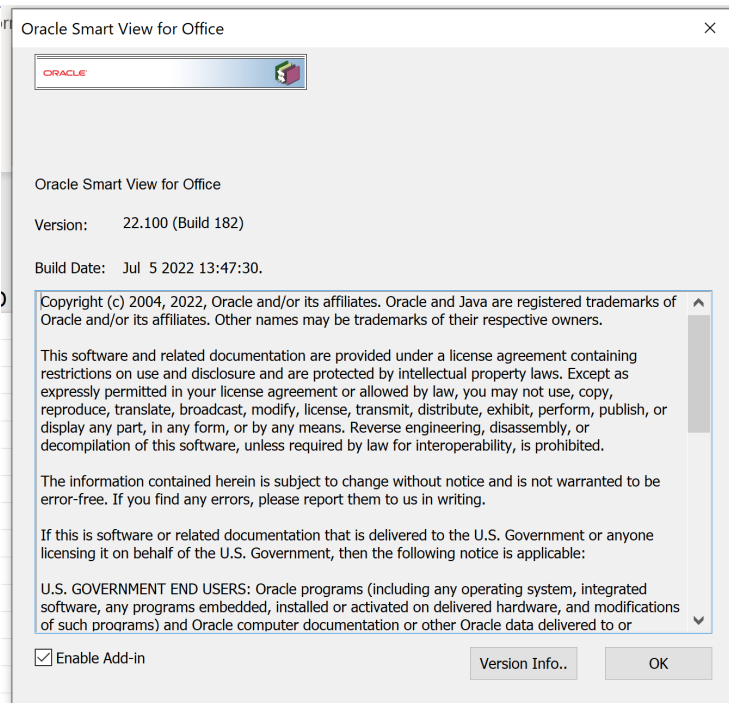 Oracle Smart View for Office
ORACLE
Oracle Smart View for Office
Version: 22.100 (Build 182)
Build Date: Jul 5 2022 13:47:30.
Copyright (c) 2004, 2022, Oracle and/or its affiliates. Oracle and Java are registered trademarks of
Oracle and/or its affiliates. Other names may be trademarks of their respective owners.
This software and related documentation are provided under a license agreement containing
restrictions on use and disclosure and are protected by intellectual property laws. Except as
expressly permitted in your license agreement or allowed by law, you may not use, copy,
reproduce, translate, broadcast, modify, license, transmit, distribute, exhibit, perform, publish, or
display any part, in any form, or by any means. Reverse engineering, disassembly, or
decompilation of this software, unless required by law for interoperability, is prohibited.
The information contained herein is subject to change without notice and is not warranted to be
error-free. If you find any errors, please report them to us in writing.
If this is software or related documentation that is delivered to the U.S. Government or anyone
licensing it on behalf of the U.S. Government, then the following notice is applicable:
U.S. GOVERNMENT END USERS: Oracle programs (including any operating system, integrated
software, any programs embedded, installed or activated on delivered hardware, and modifications
of such programs) and Oracle computer documentation or other Oracle data delivered to or
Enable Add-in
Version Info..
OK